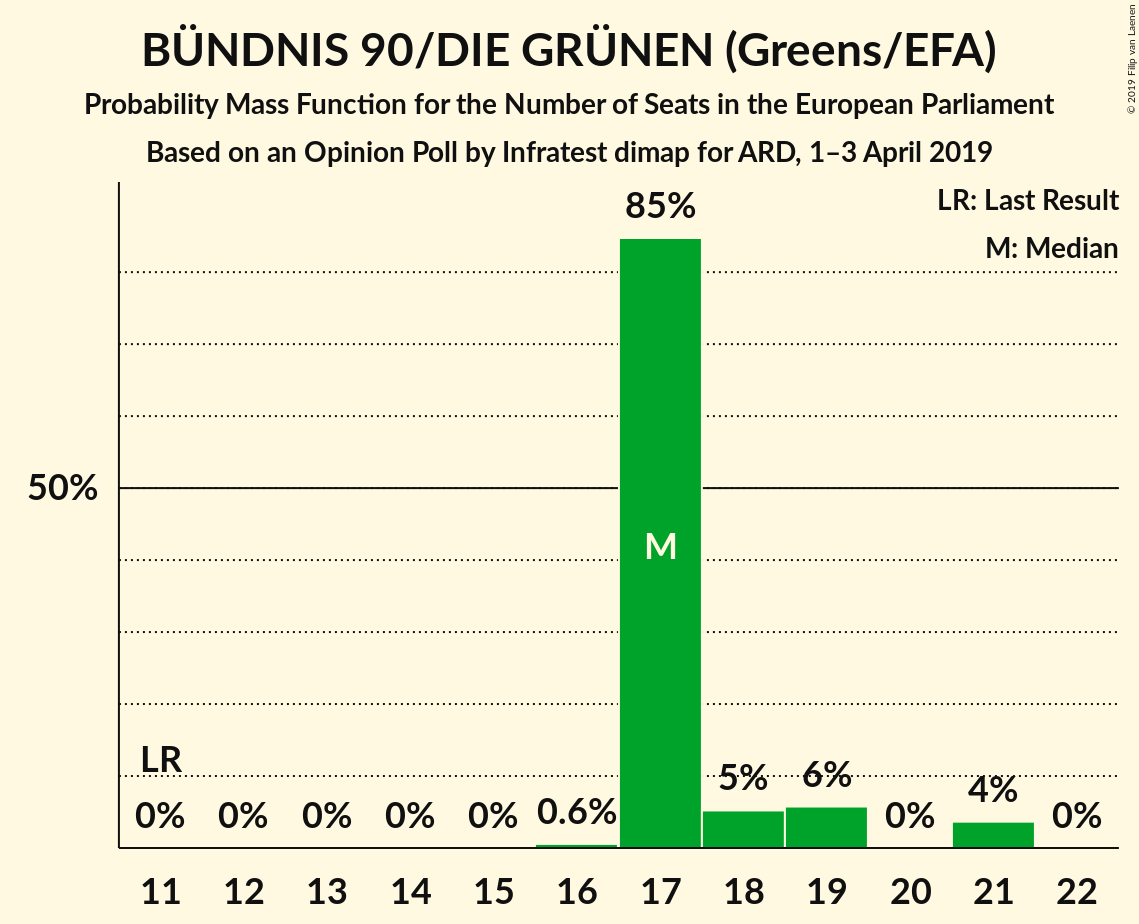 BÜNDNIS 90/DIE GRÜNEN (Greens/EFA)
Probability Mass Function for the Number of Seats in the European Parliament
Based on an Opinion Poll by Infratest dimap for ARD, 1–3 April 2019
© 2019 Filip van Laenen
LR: Last Result
M: Median
85%
50%
M
LR
0% 0% 0% 0% 0% 0.6% 5% 6% 0% 4% 0%
11 12 13 14 15 16 17 18 19 20 21 22